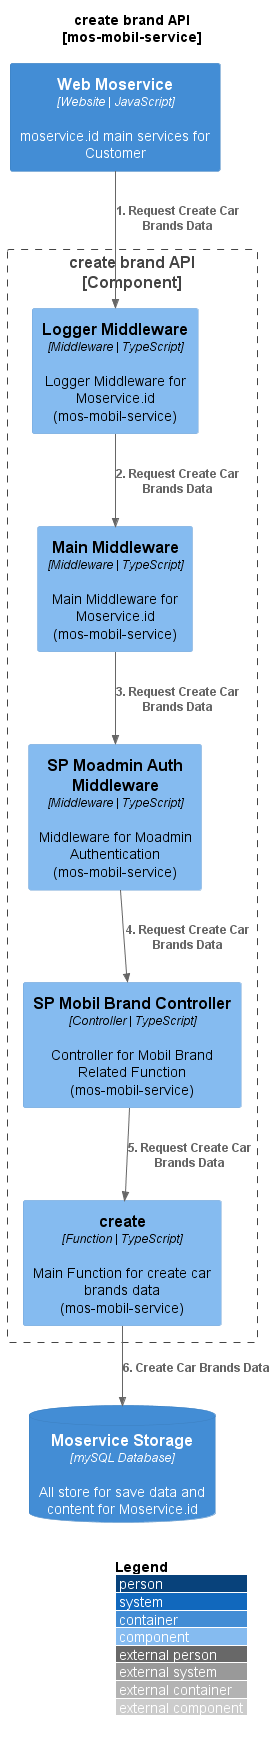 create brand API
[mos-mobil-service]
Web Moservice
[Website | JavaScript]
moservice.id main services for
Customer
1. Request Create Car
Brands Data
create brand API
[Component]
Logger Middleware
[Middleware | TypeScript]
Logger Middleware for
Moservice.id
(mos-mobil-service)
2. Request Create Car
Brands Data
Main Middleware
[Middleware | TypeScript]
Main Middleware for
Moservice.id
(mos-mobil-service)
3. Request Create Car
Brands Data
SP Moadmin Auth
Middleware
[Middleware | TypeScript]
Middleware for Moadmin
Authentication
(mos-mobil-service)
4. Request Create Car
Brands Data
SP Mobil Brand Controller
[Controller | TypeScript]
Controller for Mobil Brand
Related Function
(mos-mobil-service)
5. Request Create Car
Brands Data
create
[Function | TypeScript]
Main Function for create car
brands data
(mos-mobil-service)
6. Create Car Brands Data
Moservice Storage
[mySQL Database]
All store for save data and
content for Moservice.id
Legend
person
system
container
component
external person
external system
external container
external component